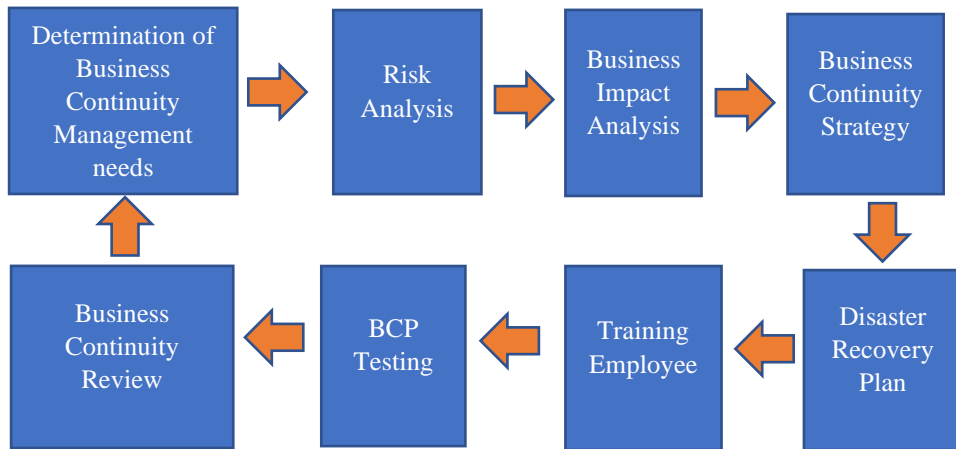 Determination of
Business
Continuity
Management
needs
Risk
Analysis
Business
Impact
Analysis
Business
Continuity
Strategy
Disaster
Recovery
Plan
Training
Employee
BCP
Testing
Business
Continuity
Review